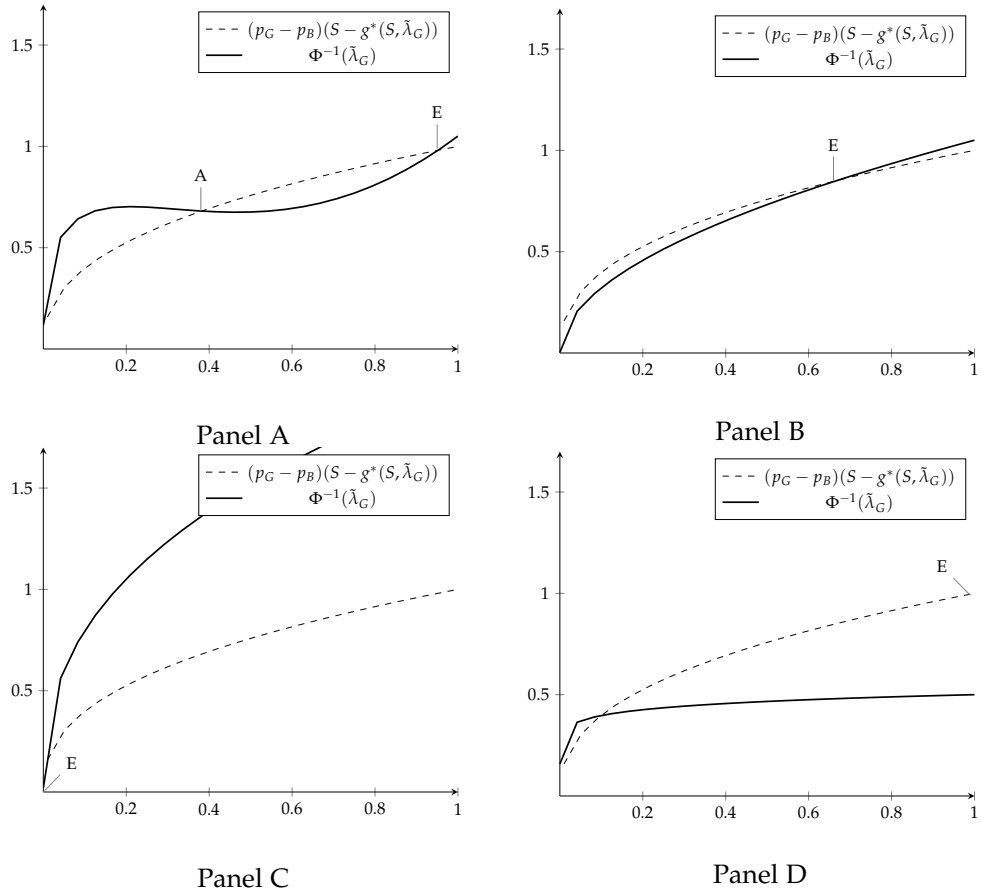 1.5
1
0.5
0.2
0.4
0.6
0.8
1
(p_G − p_B)(S − g*(S, λ̃_G))
Φ⁻¹(λ̃_G)
A
E
Panel A
1.5
1
0.5
0.2
0.4
0.6
0.8
1
(p_G − p_B)(S − g*(S, λ̃_G))
Φ⁻¹(λ̃_G)
E
Panel B
1.5
1
0.5
0.2
0.4
0.6
0.8
1
(p_G − p_B)(S − g*(S, λ̃_G))
Φ⁻¹(λ̃_G)
E
Panel C
1.5
1
0.5
0.2
0.4
0.6
0.8
1
(p_G − p_B)(S − g*(S, λ̃_G))
Φ⁻¹(λ̃_G)
E
Panel D